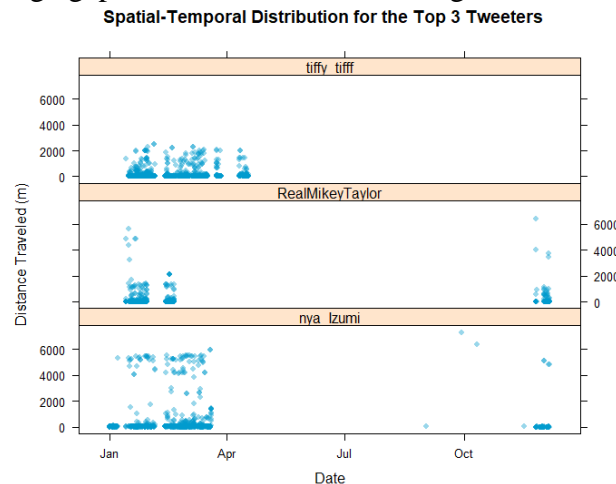 Spatial-Temporal Distribution for the Top 3 Tweeters
tiffy_tifff
6000
4000
2000
0
RealMikeyTaylor
6000
4000
2000
0
nya_Izumi
6000
4000
2000
0
Distance Traveled (m)
Jan Apr Jul Oct
Date